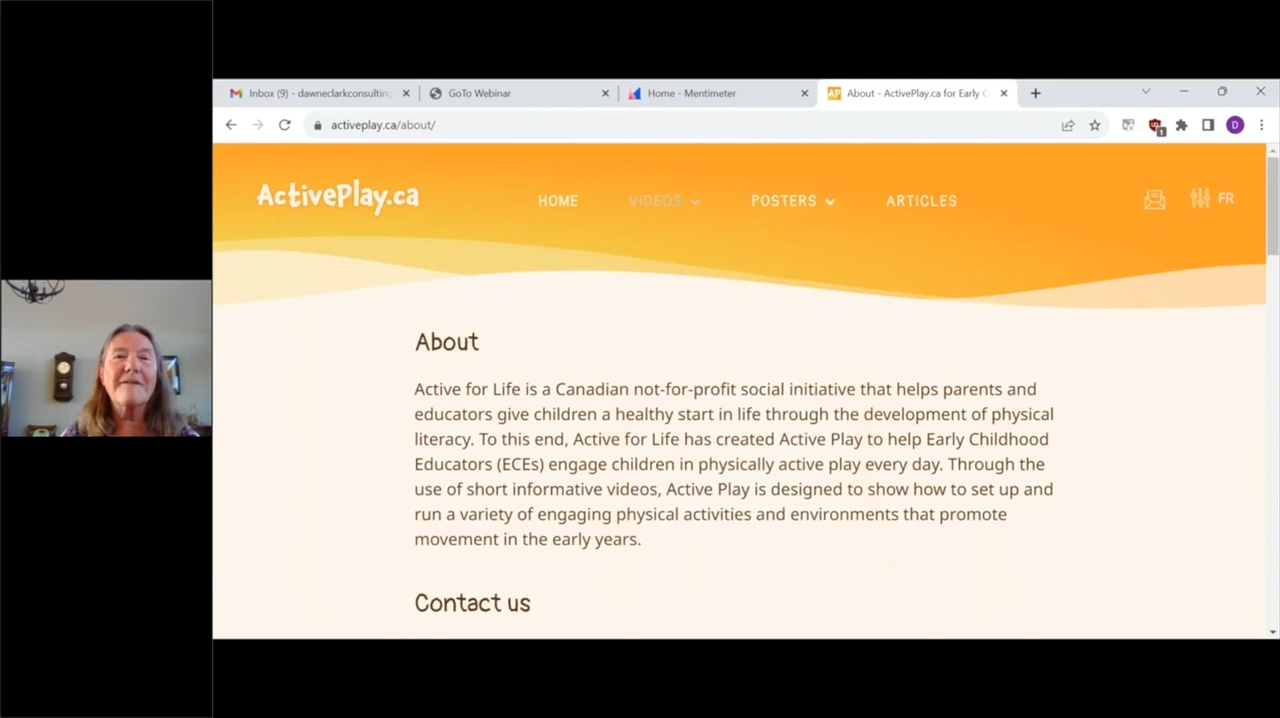 Inbox (9) - dawneclarkconsulting
GoTo Webinar
Home - Mentimeter
About - ActivePlay.ca for Early C
activeplay.ca/about/
1
D
ActivePlay.ca
HOME
VIDEOS
POSTERS
ARTICLES
FR
About
Active for Life is a Canadian not-for-profit social initiative that helps parents and
educators give children a healthy start in life through the development of physical
literacy. To this end, Active for Life has created Active Play to help Early Childhood
Educators (ECEs) engage children in physically active play every day. Through the
use of short informative videos, Active Play is designed to show how to set up and
run a variety of engaging physical activities and environments that promote
movement in the early years.
Contact us